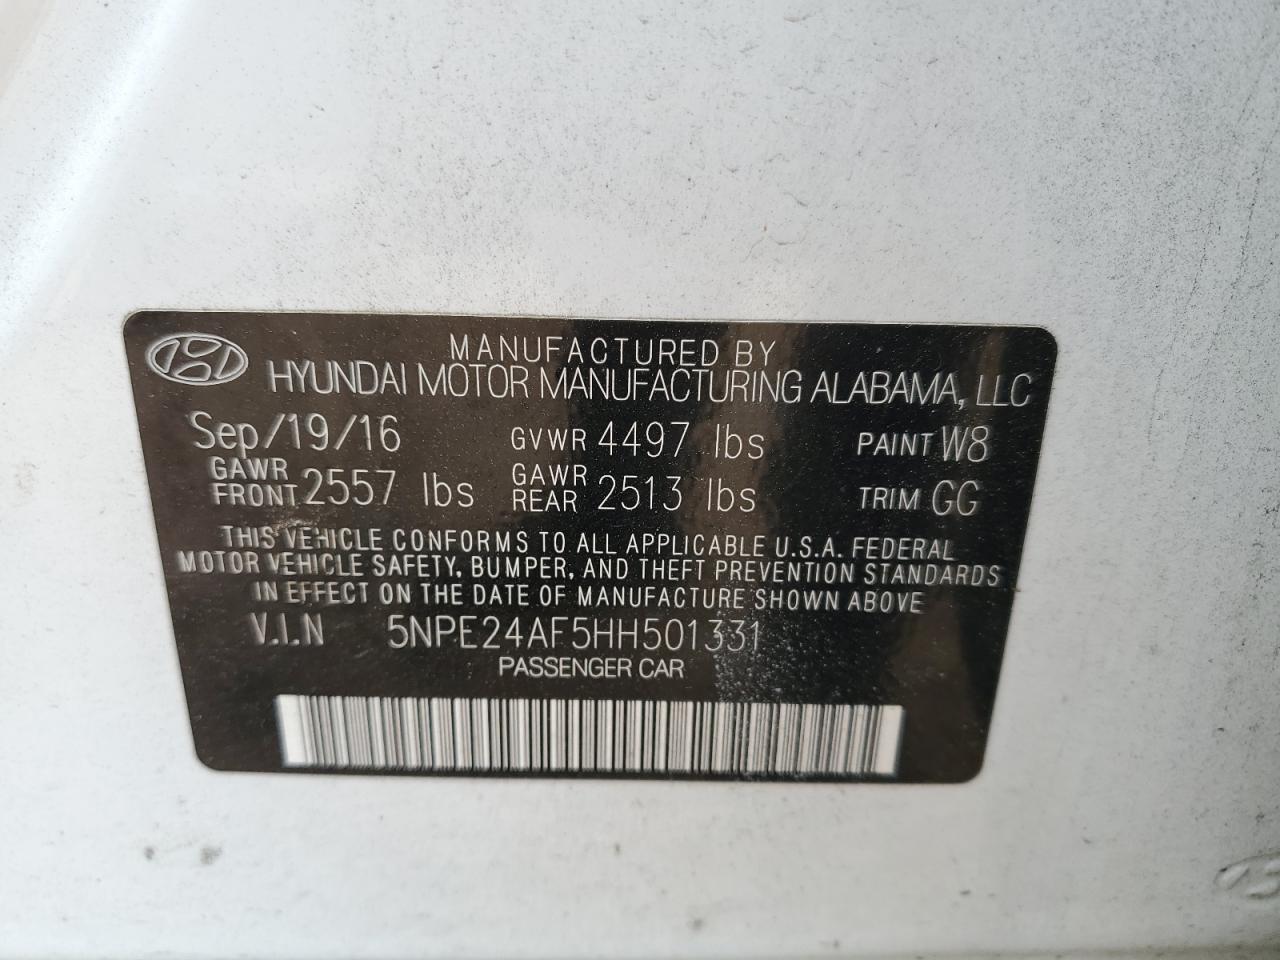 MANUFACTURED BY
HYUNDAI MOTOR MANUFACTURING ALABAMA, LLC
Sep/19/16 GVWR 4497 lbs PAINT W8
GAWR FRONT 2557 lbs GAWR REAR 2513 lbs TRIM GG
THIS VEHICLE CONFORMS TO ALL APPLICABLE U.S.A. FEDERAL
MOTOR VEHICLE SAFETY, BUMPER, AND THEFT PREVENTION STANDARDS
IN EFFECT ON THE DATE OF MANUFACTURE SHOWN ABOVE
V.I.N 5NPE24AF5HH501331
PASSENGER CAR